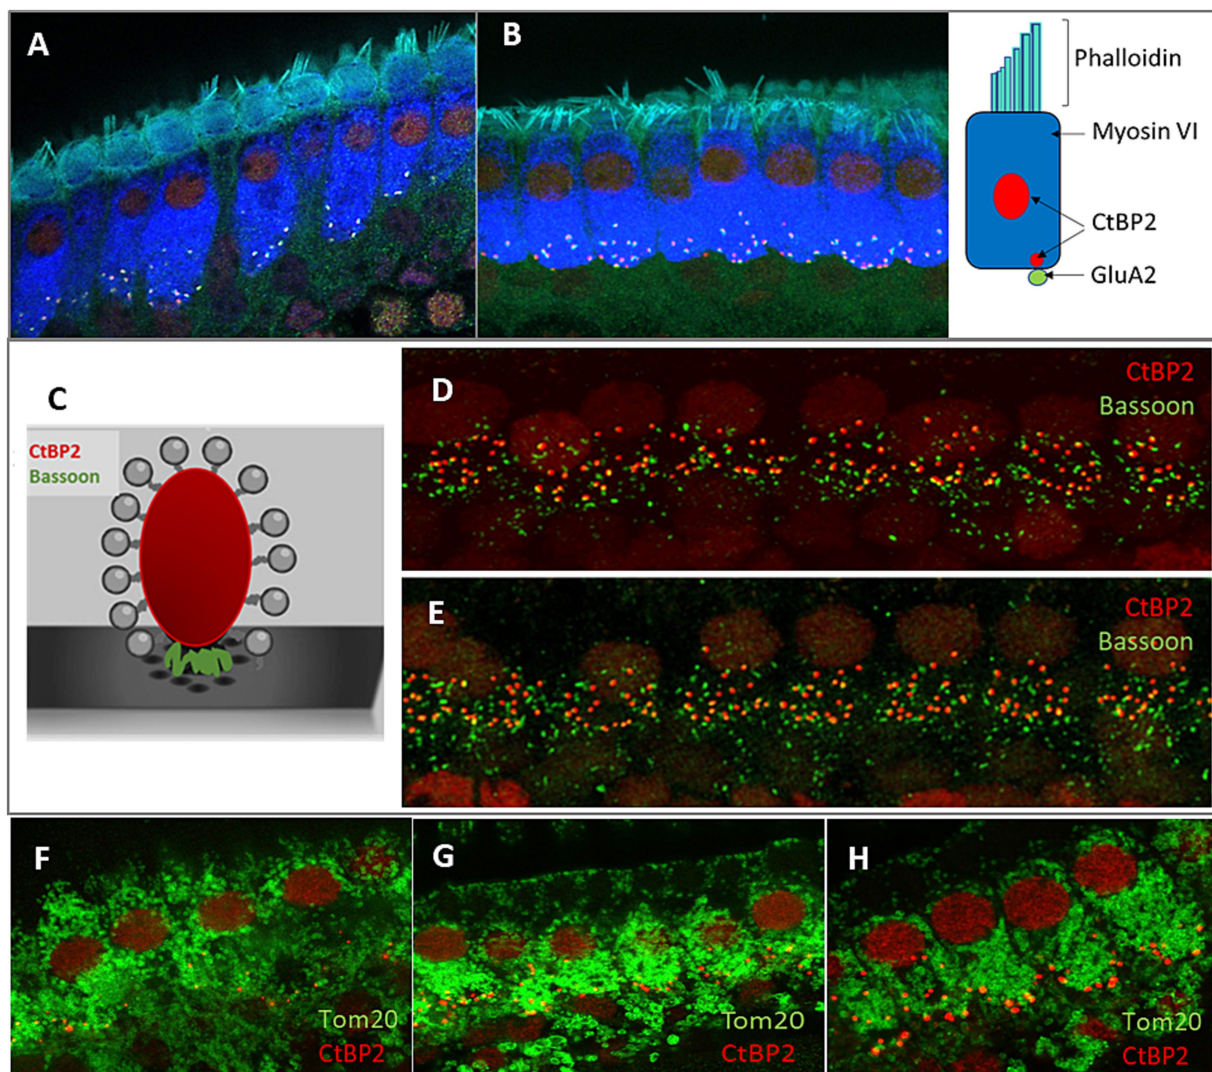 A
B
Phalloidin
Myosin VI
CtBP2
GluA2
C
CtBP2
Bassoon
D
CtBP2
Bassoon
E
CtBP2
Bassoon
F
Tom20
CtBP2
G
Tom20
CtBP2
H
Tom20
CtBP2